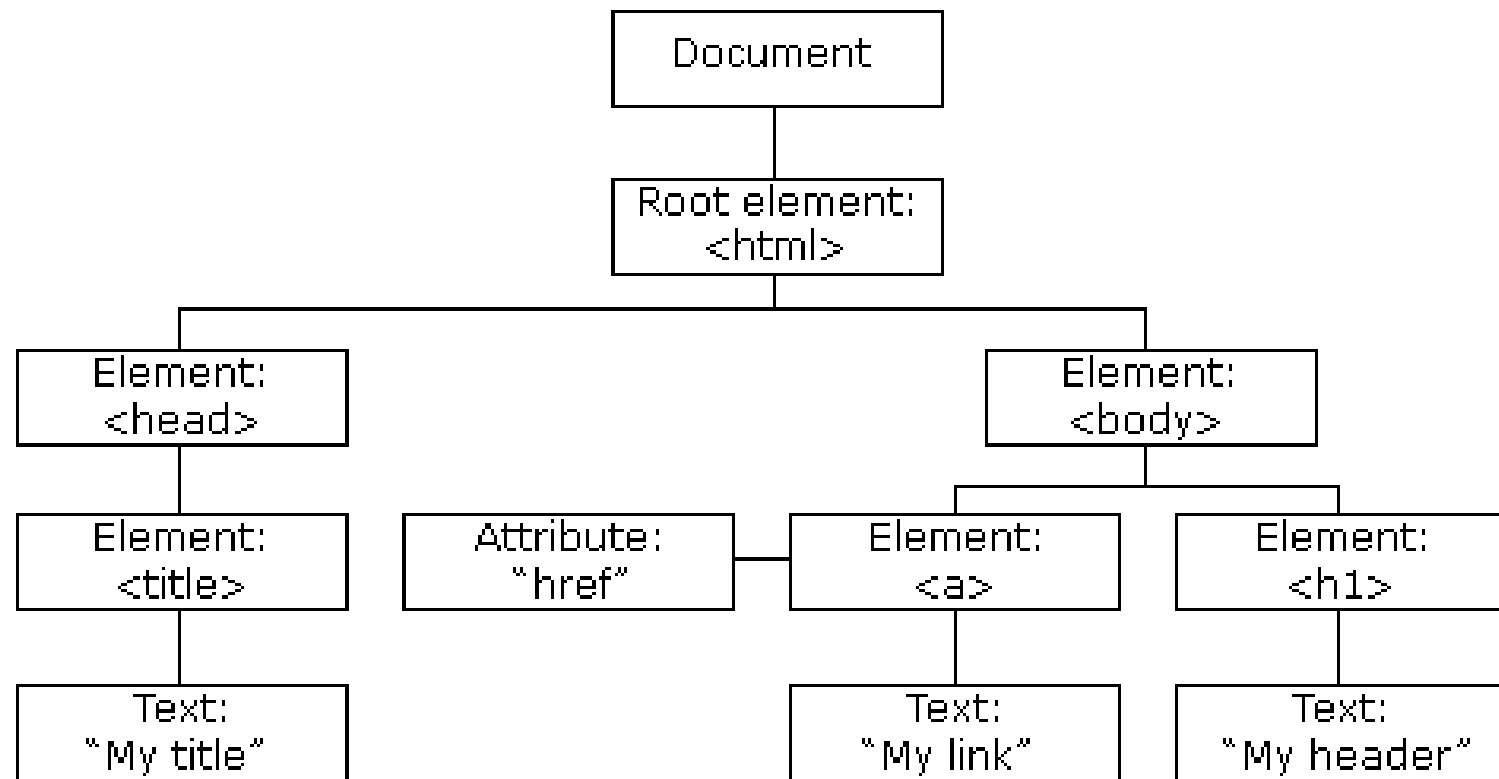 Document
Root element:
<html>
Element:
<head>
Element:
<body>
Element:
<title>
Attribute:
“href”
Element:
<a>
Element:
<h1>
Text:
“My title”
Text:
“My link”
Text:
“My header”